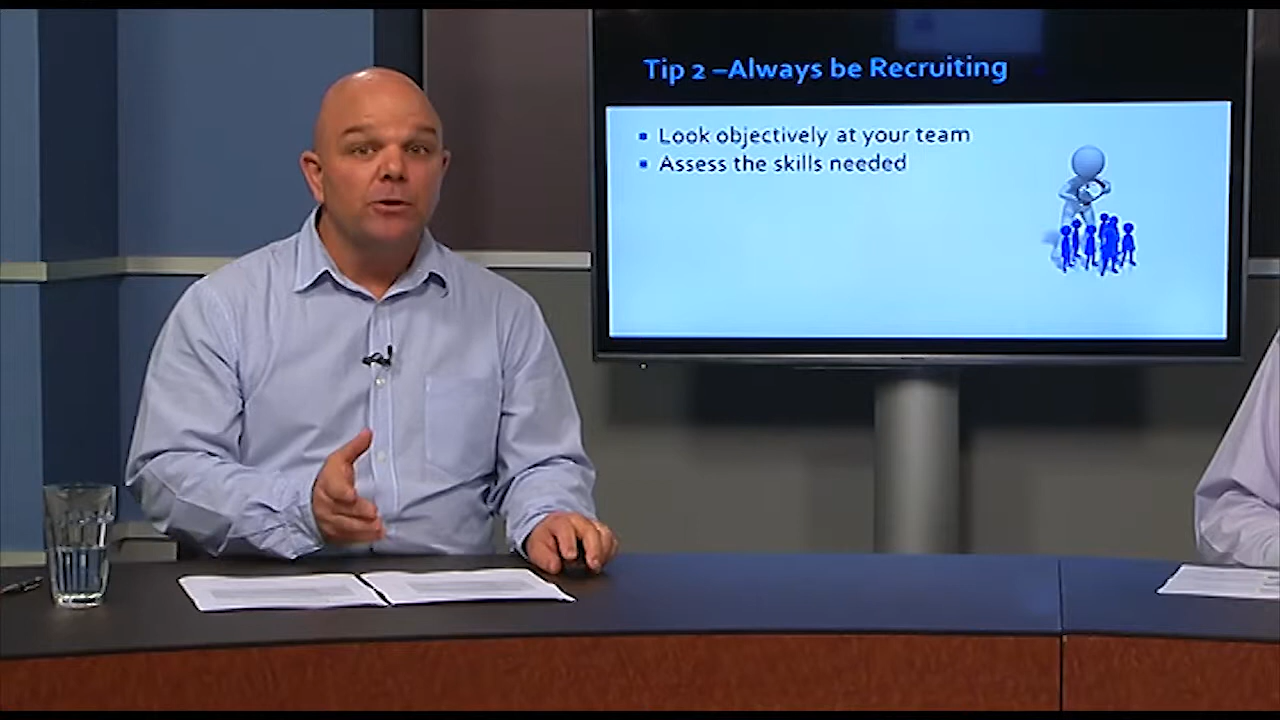 Tip 2 –Always be Recruiting
▪ Look objectively at your team
▪ Assess the skills needed